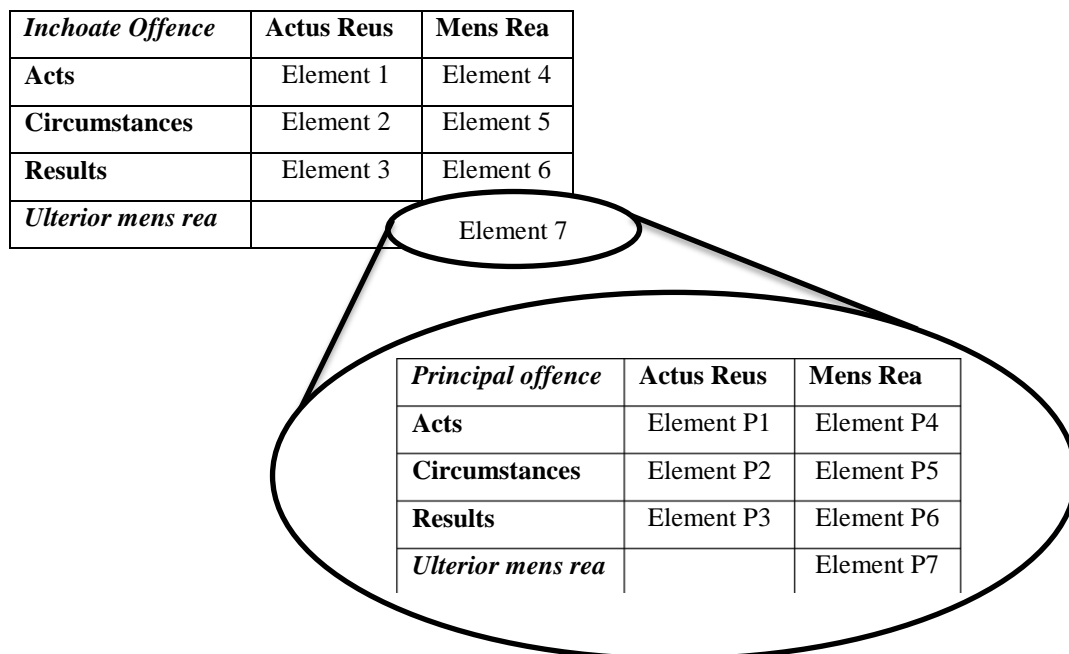 Inchoate Offence Actus Reus Mens Rea
Acts Element 1 Element 4
Circumstances Element 2 Element 5
Results Element 3 Element 6
Ulterior mens rea Element 7
Principal offence Actus Reus Mens Rea
Acts Element P1 Element P4
Circumstances Element P2 Element P5
Results Element P3 Element P6
Ulterior mens rea Element P7